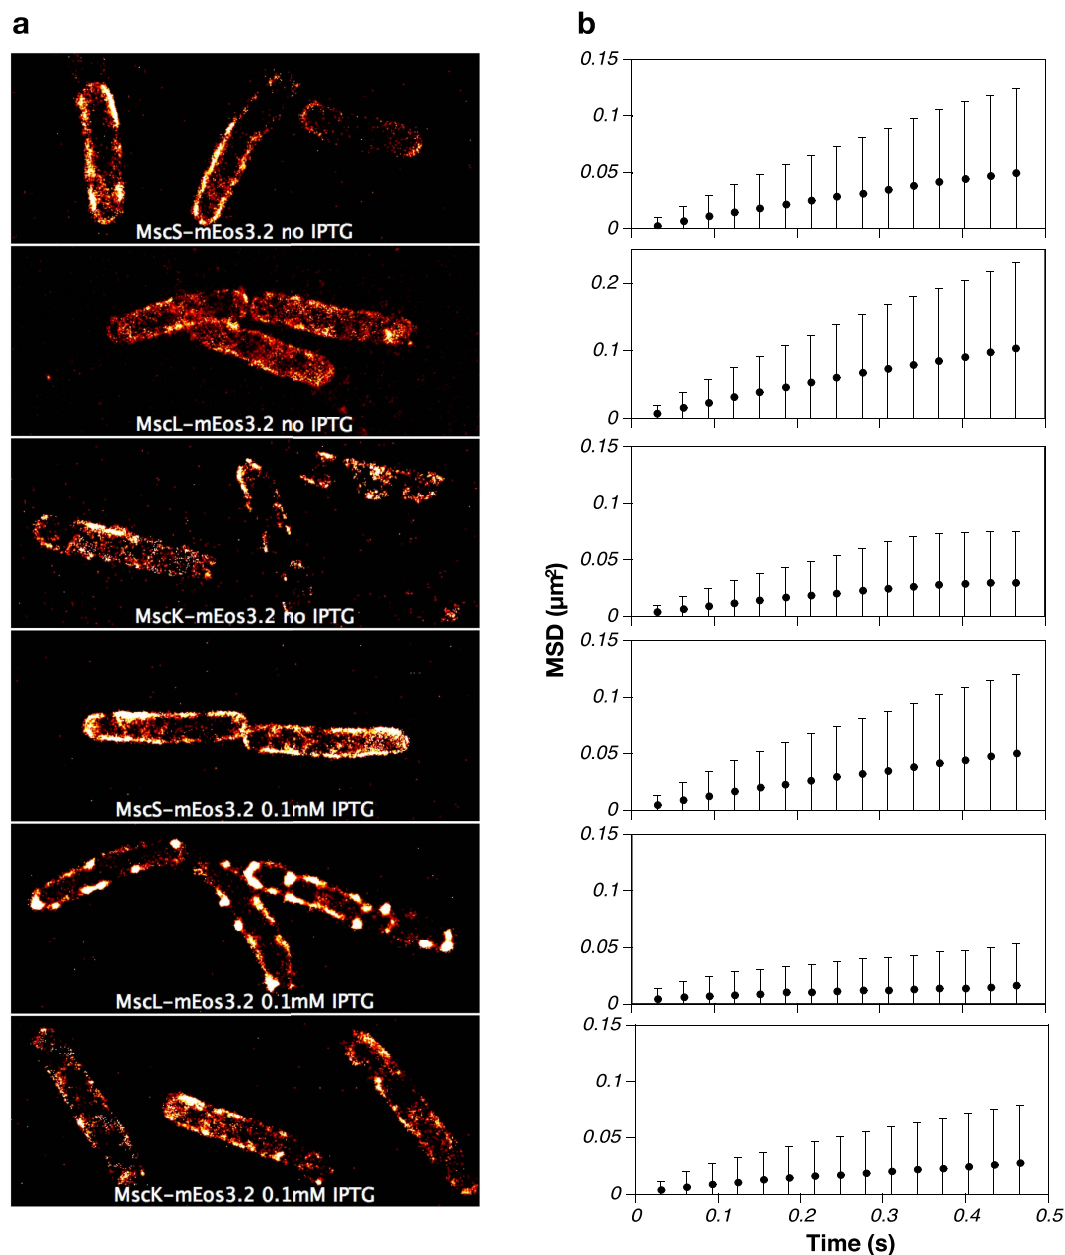 a
MscS-mEos3.2 no IPTG
MscL-mEos3.2 no IPTG
MscK-mEos3.2 no IPTG
MscS-mEos3.2 0.1mM IPTG
MscL-mEos3.2 0.1mM IPTG
MscK-mEos3.2 0.1mM IPTG
b
MSD (μm²)
0.15
0.1
0.05
0
0.2
0.1
0
0.15
0.1
0.05
0
0.15
0.1
0.05
0
0.15
0.1
0.05
0
0.15
0.1
0.05
0
0 0.1 0.2 0.3 0.4 0.5
Time (s)